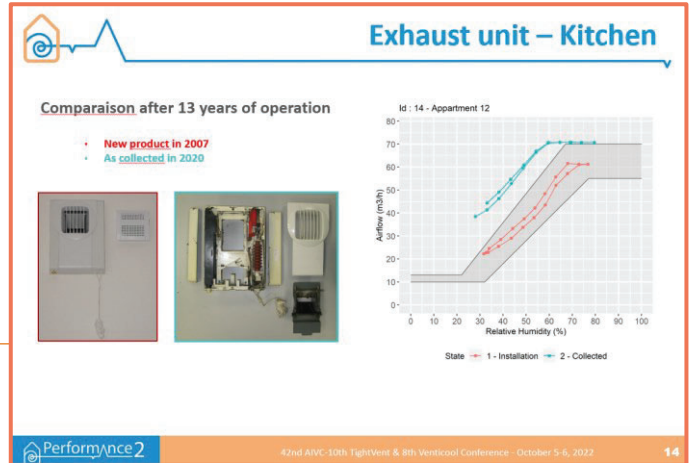 Exhaust unit – Kitchen
Comparaison after 13 years of operation
• New product in 2007
• As collected in 2020
Id : 14 - Appartment 12
Airflow (m3/h)
80
70
60
50
40
30
20
10
0
0 10 20 30 40 50 60 70 80 90 100
Relative Humidity (%)
State 1 - Installation 2 - Collected
Performance 2
42nd AIVC-10th TightVent & 8th Venticool Conference - October 5-6, 2022
14